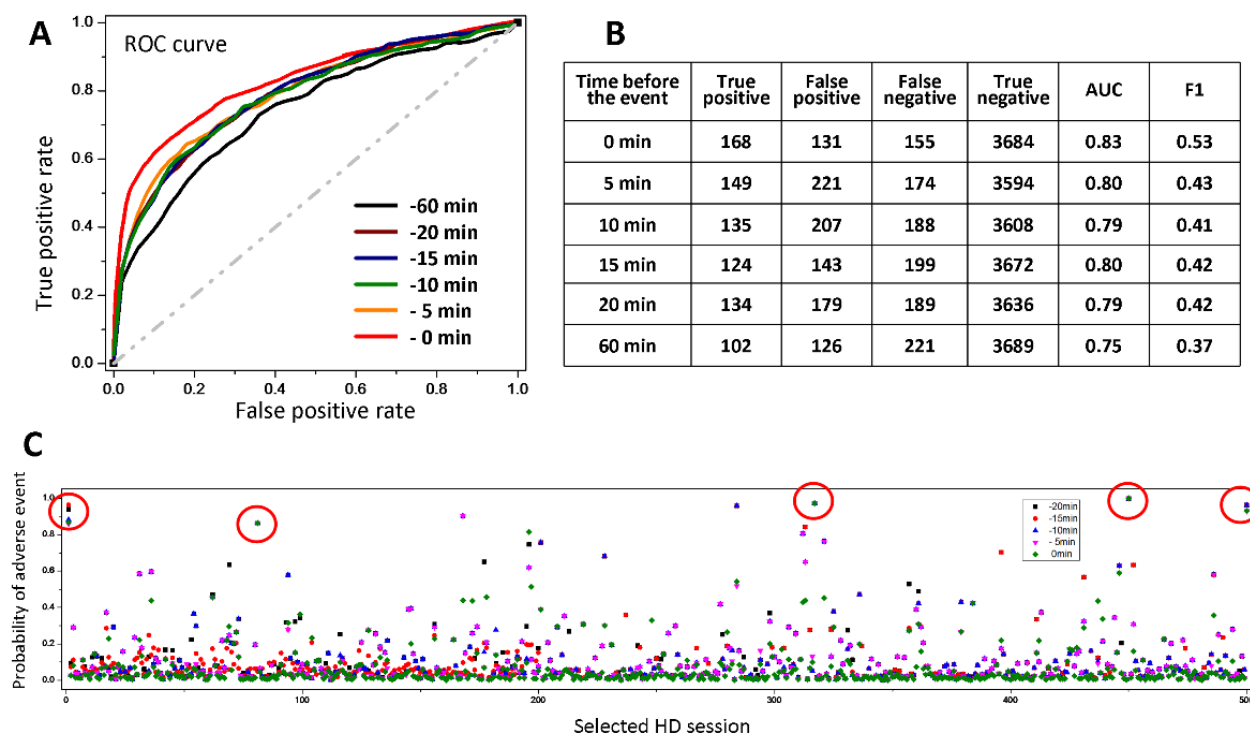 A
ROC curve
True positive rate
1.0
0.8
0.6
0.4
0.2
0.0
0.0 0.2 0.4 0.6 0.8 1.0
False positive rate
-60 min
-20 min
-15 min
-10 min
- 5 min
- 0 min
B
Time before the event True positive False positive False negative True negative AUC F1
0 min 168 131 155 3684 0.83 0.53
5 min 149 221 174 3594 0.80 0.43
10 min 135 207 188 3608 0.79 0.41
15 min 124 143 199 3672 0.80 0.42
20 min 134 179 189 3636 0.79 0.42
60 min 102 126 221 3689 0.75 0.37
C
Probability of adverse event
1.0
0.8
0.6
0.4
0.2
0.0
0 100 200 300 400 500
-20min
-15min
-10min
- 5min
0min
Selected HD session